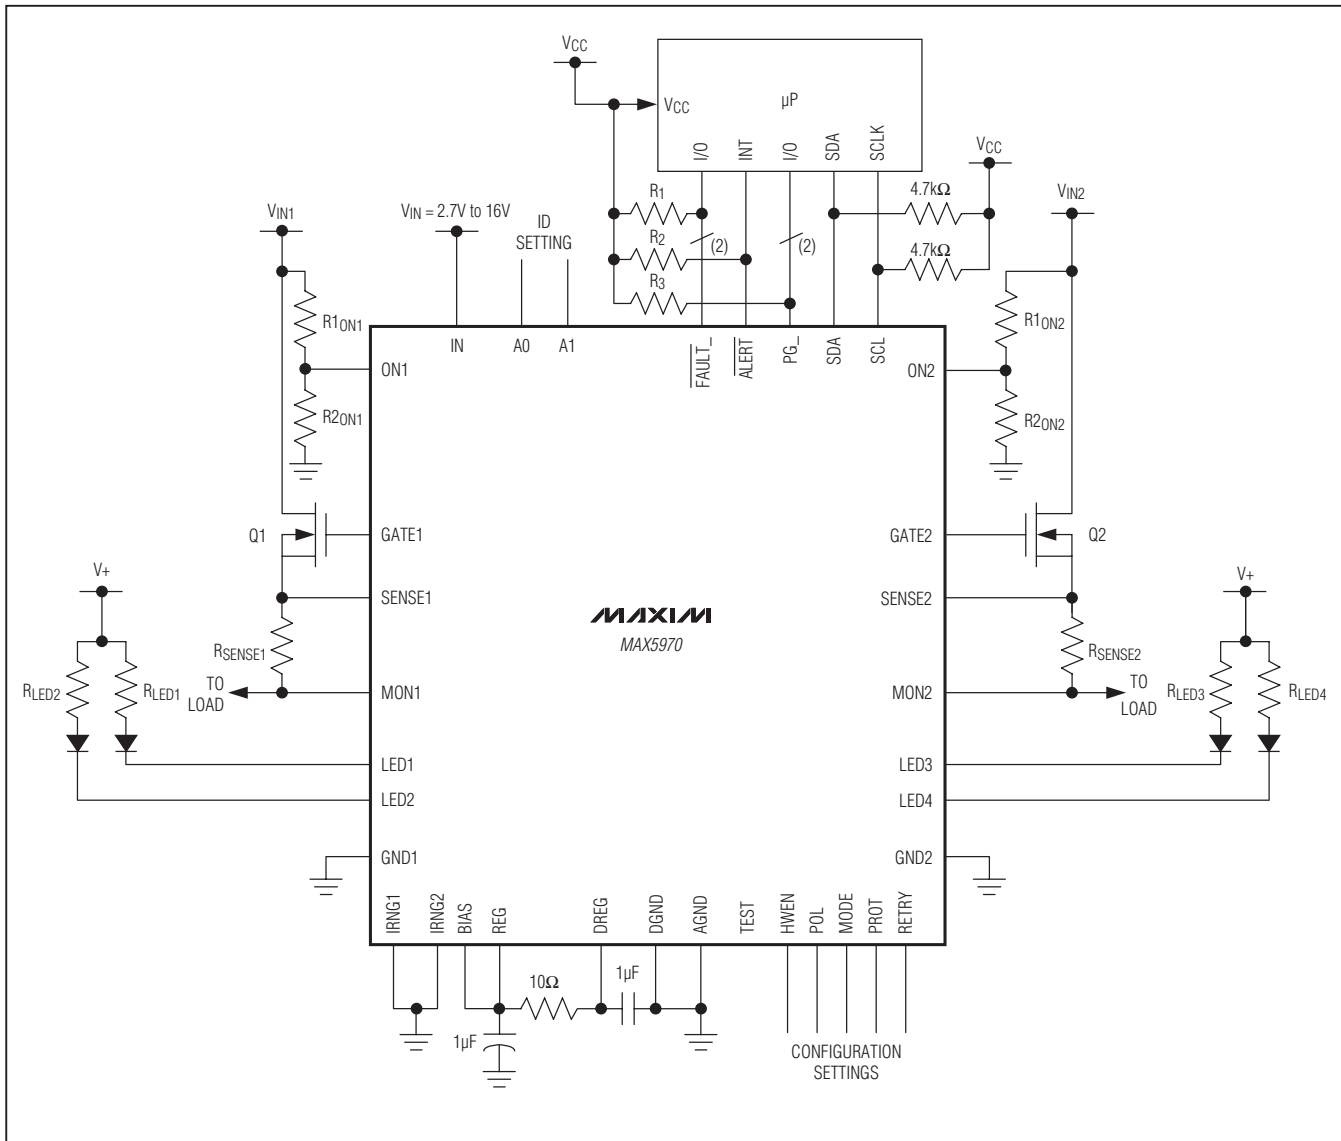 VCC
VCC
µP
I/O
INT
I/O
SDA
SCLK
VCC
VIN1
VIN = 2.7V to 16V
ID
SETTING
R1
R2
R3
(2)
(2)
4.7kΩ
4.7kΩ
VIN2
R1ON1
R2ON1
R1ON2
R2ON2
ON1
IN
A0
A1
FAULT_
ALERT
PG_
SDA
SCL
ON2
Q1
GATE1
GATE2
Q2
V+
SENSE1
SENSE2
V+
MAXIM
MAX5970
RSENSE1
RSENSE2
RLED2
RLED1
TO
LOAD
MON1
MON2
TO
LOAD
RLED3
RLED4
LED1
LED3
LED2
LED4
GND1
GND2
IRNG1
IRNG2
BIAS
REG
DREG
DGND
AGND
TEST
HWEN
POL
MODE
PROT
RETRY
10Ω
1µF
1µF
CONFIGURATION
SETTINGS